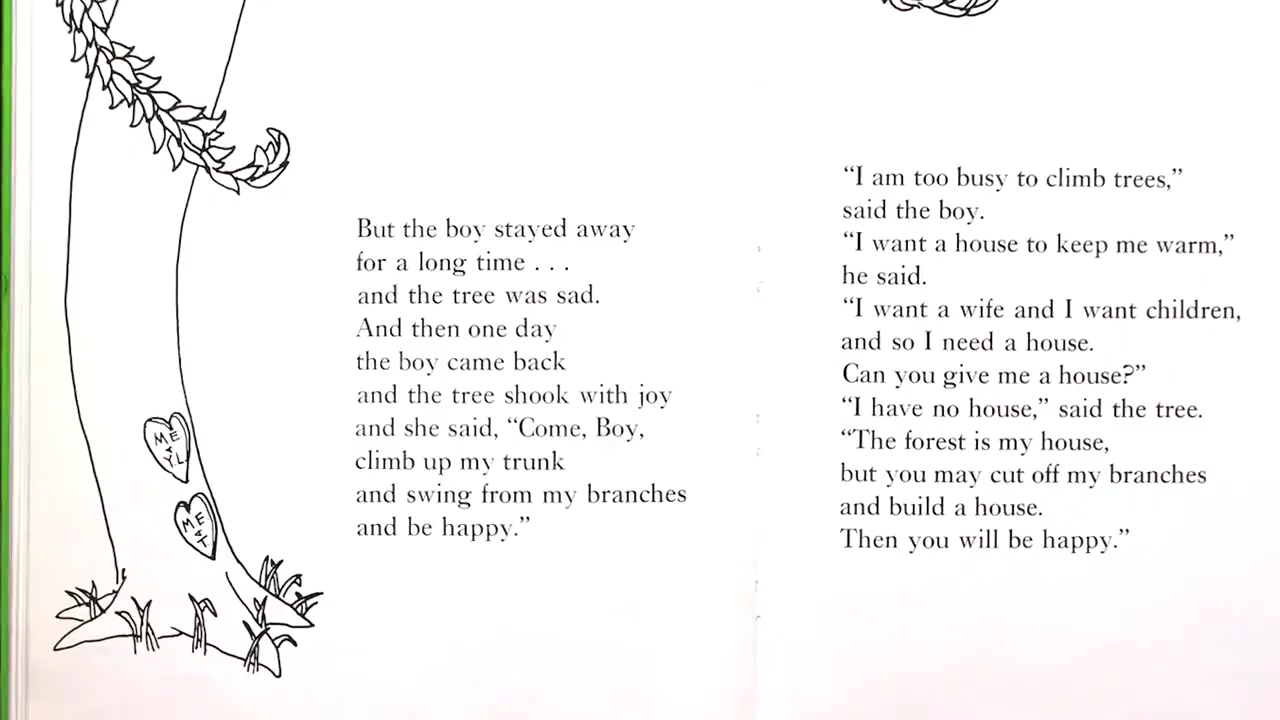 But the boy stayed away
for a long time . . .
and the tree was sad.
And then one day
the boy came back
and the tree shook with joy
and she said, “Come, Boy,
climb up my trunk
and swing from my branches
and be happy.”
ME
+
Y.L.
ME
+
T
“I am too busy to climb trees,”
said the boy.
“I want a house to keep me warm,”
he said.
“I want a wife and I want children,
and so I need a house.
Can you give me a house?”
“I have no house,” said the tree.
“The forest is my house,
but you may cut off my branches
and build a house.
Then you will be happy.”